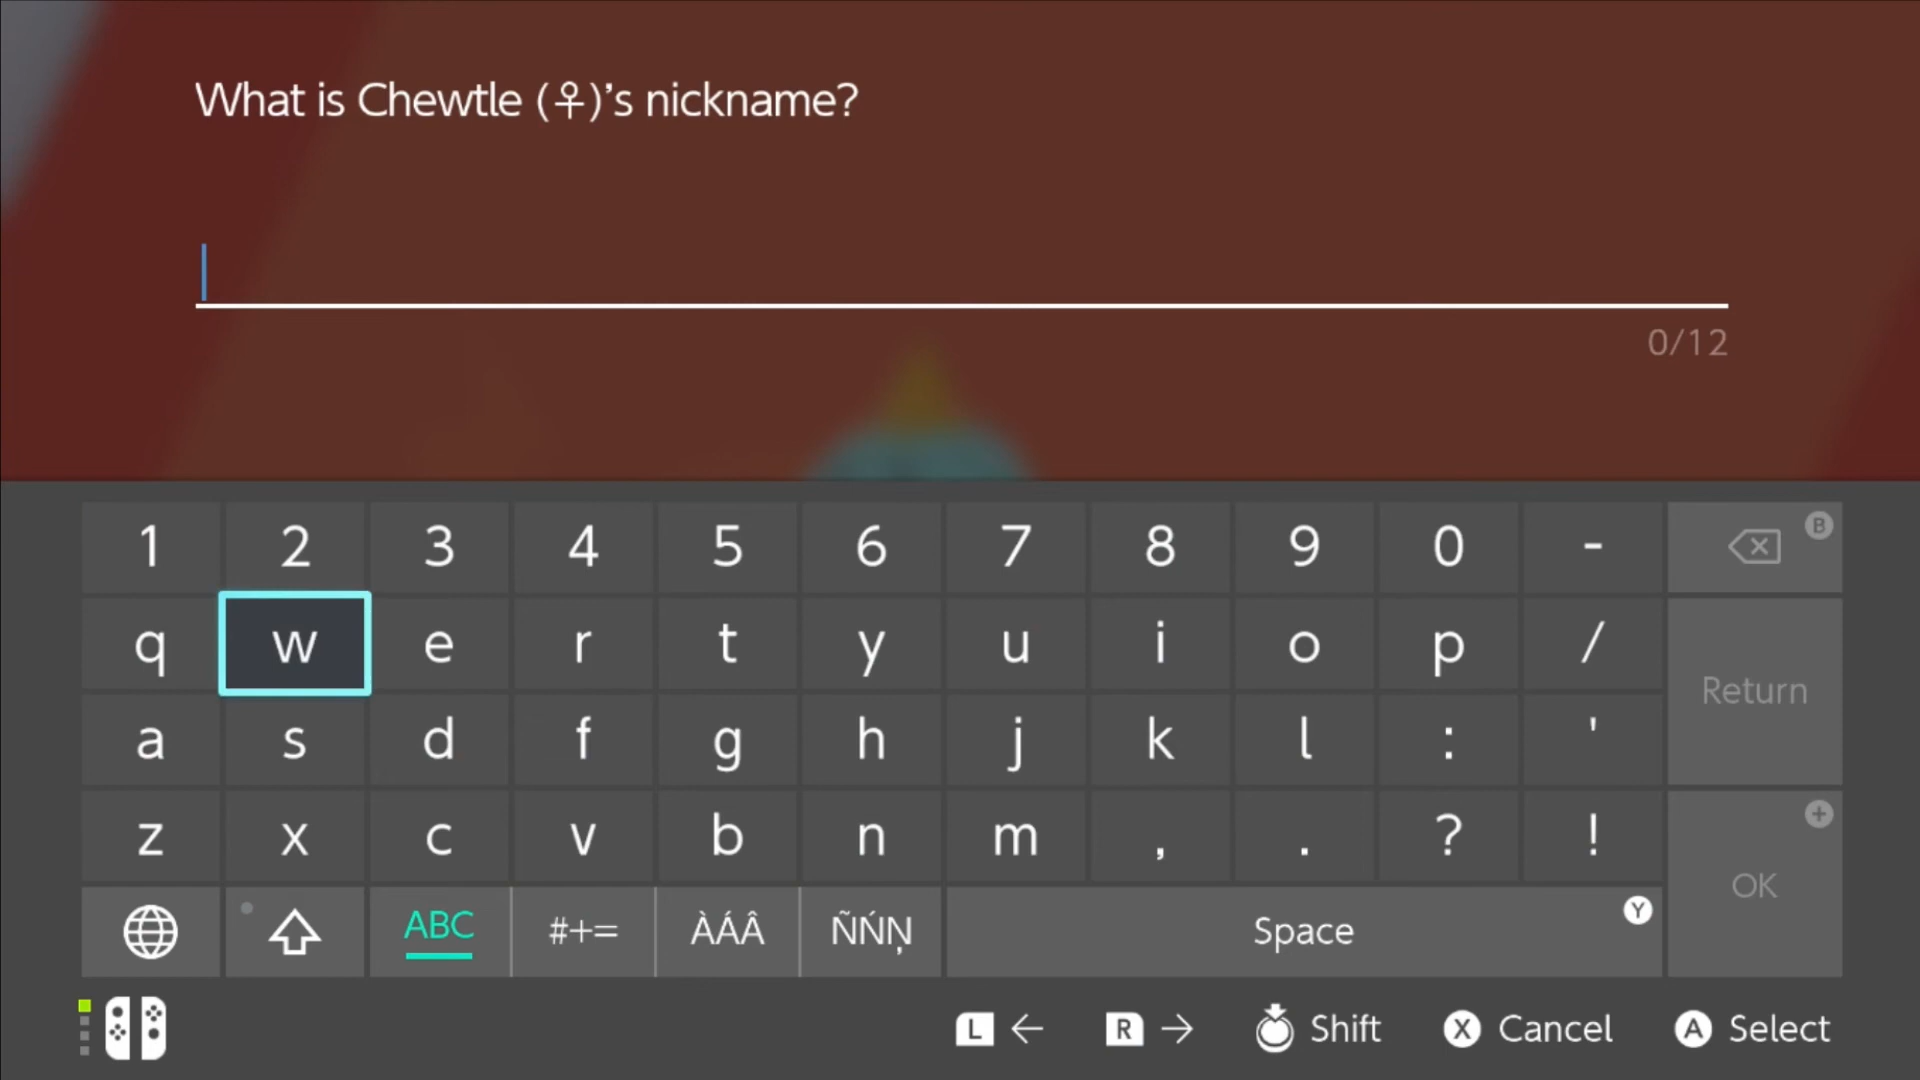 What is Chewtle (♀)'s nickname?
0/12
1 2 3 4 5 6 7 8 9 0 - B
q w e r t y u i o p /
Return
a s d f g h j k l : '
z x c v b n m , . ? ! +
OK
ABC #+= ÀÁÂ ÑŃŅ Space Y
L ← R → Shift X Cancel A Select